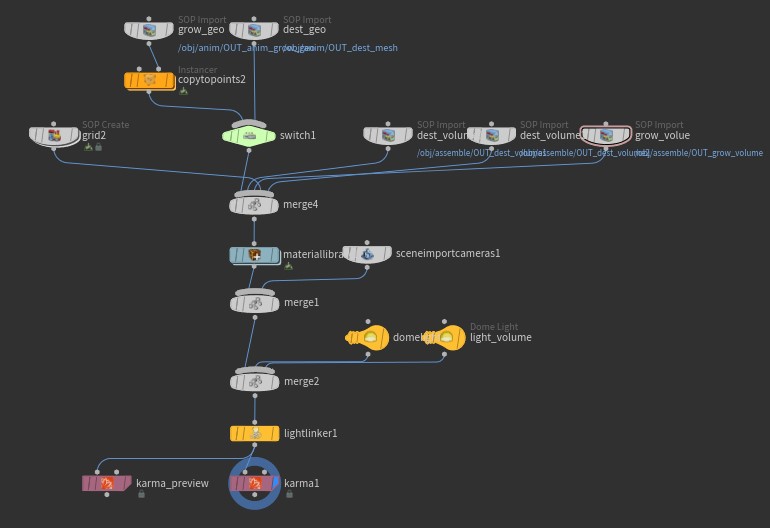 SOP Import
grow_geo
SOP Import
dest_geo
/obj/anim/OUT_anim_grow_geo
/obj/anim/OUT_dest_mesh
Instancer
copytopoints2
SOP Create
grid2
switch1
SOP Import
dest_volume
SOP Import
dest_volume
SOP Import
grow_volue
/obj/assemble/OUT_dest_volume1
/obj/assemble/OUT_dest_volume2
/obj/assemble/OUT_grow_volume
merge4
materiallibra
sceneimportcameras1
merge1
Dome Light
light_volume
merge2
lightlinker1
karma_preview
karma1